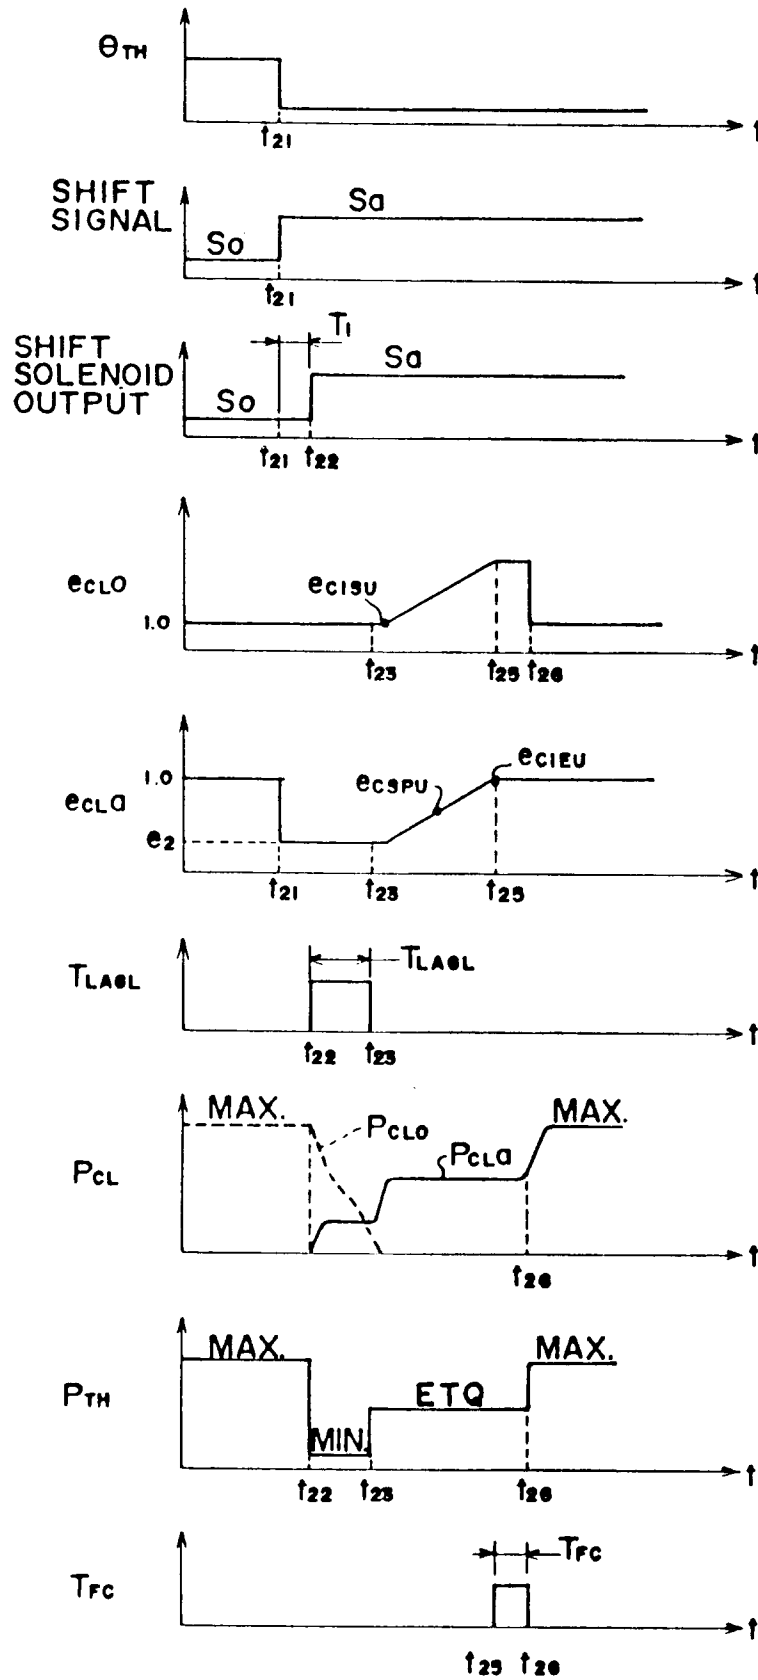 θTH
t21
t
SHIFT
SIGNAL
So
Sa
t21
t
T1
SHIFT
SOLENOID
OUTPUT
So
Sa
t21
t22
t
eCLO
eCISU
1.0
t23
t25
t26
t
eCLa
1.0
eCIEU
eCSPU
e2
t21
t23
t25
t
TLAGL
TLAGL
t22
t23
t
MAX.
MAX.
PCLO
PCLa
PCL
t26
t
MAX.
MAX.
PTH
ETQ
MIN.
t22
t23
t26
t
TFC
TFC
t25
t26
t